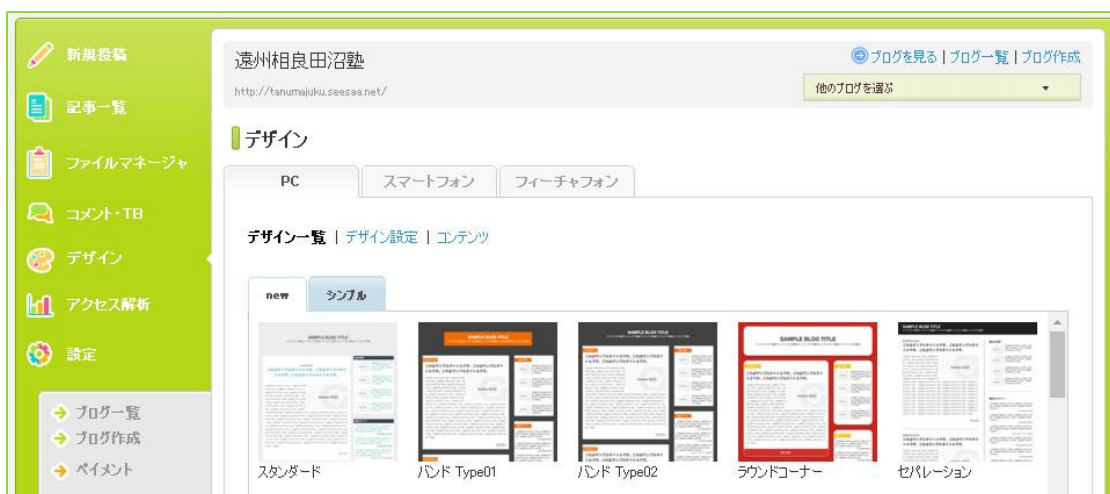 新規投稿
記事一覧
ファイルマネージャ
コメント・TB
デザイン
アクセス解析
設定
ブログ一覧
ブログ作成
ペイメント
遠州相良田沼塾
http://tanumajuku.seesaa.net/
ブログを見る | ブログ一覧 | ブログ作成
他のブログを選ぶ
デザイン
PC スマートフォン フィーチャフォン
デザイン一覧 | デザイン設定 | コンテンツ
new シンプル
SAMPLE BLOG TITLE
SAMPLE BLOG TITLE
SAMPLE BLOG TITLE
SAMPLE BLOG TITLE
SAMPLE BLOG TITLE
スタンダード
バンド Type01
バンド Type02
ラウンドコーナー
セパレーション